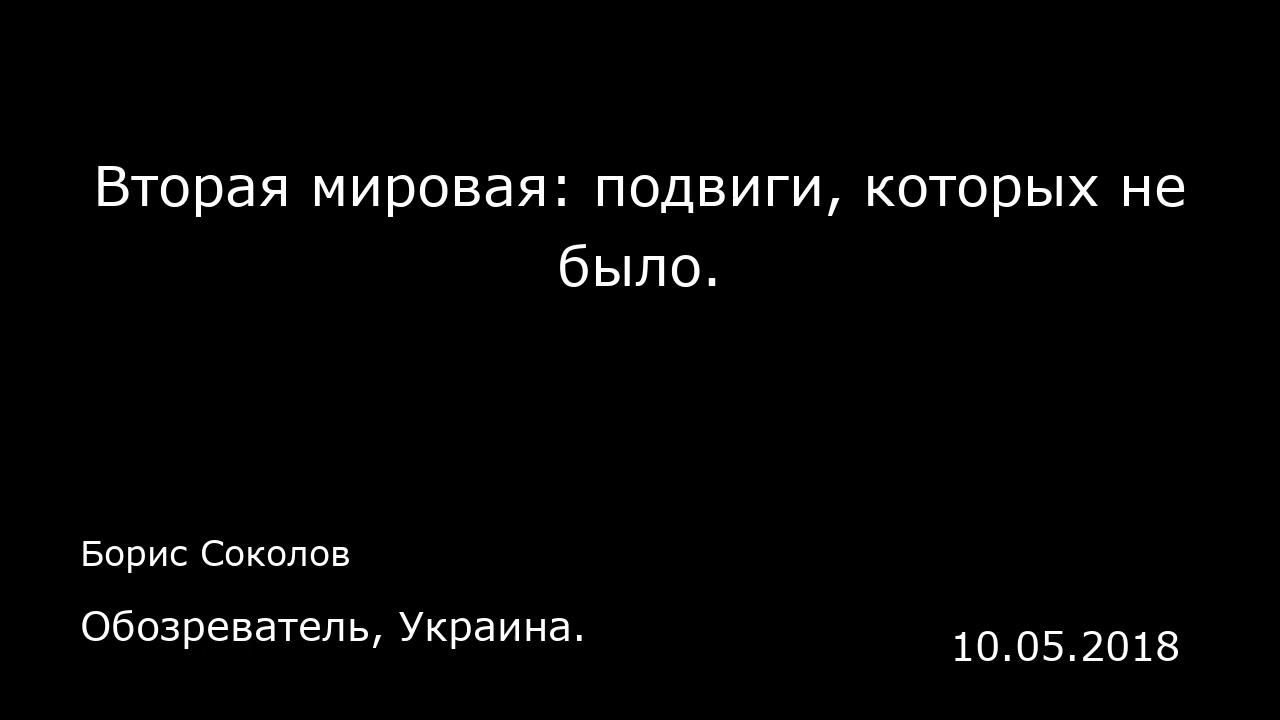 Вторая мировая: подвиги, которых не
было.
Борис Соколов
Обозреватель, Украина.
10.05.2018